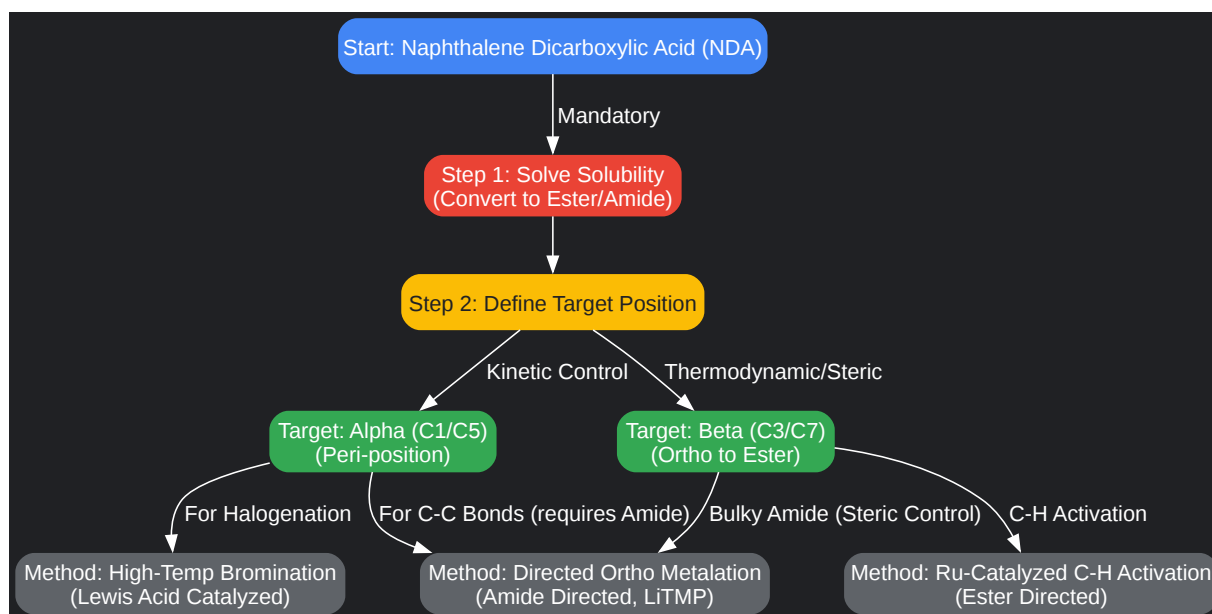 Start: Naphthalene Dicarboxylic Acid (NDA)
Mandatory
Step 1: Solve Solubility
(Convert to Ester/Amide)
Step 2: Define Target Position
Kinetic Control
Thermodynamic/Steric
Target: Alpha (C1/C5)
(Peri-position)
Target: Beta (C3/C7)
(Ortho to Ester)
For Halogenation
For C-C Bonds (requires Amide)
Bulky Amide (Steric Control)
C-H Activation
Method: High-Temp Bromination
(Lewis Acid Catalyzed)
Method: Directed Ortho Metalation
(Amide Directed, LiTMP)
Method: Ru-Catalyzed C-H Activation
(Ester Directed)